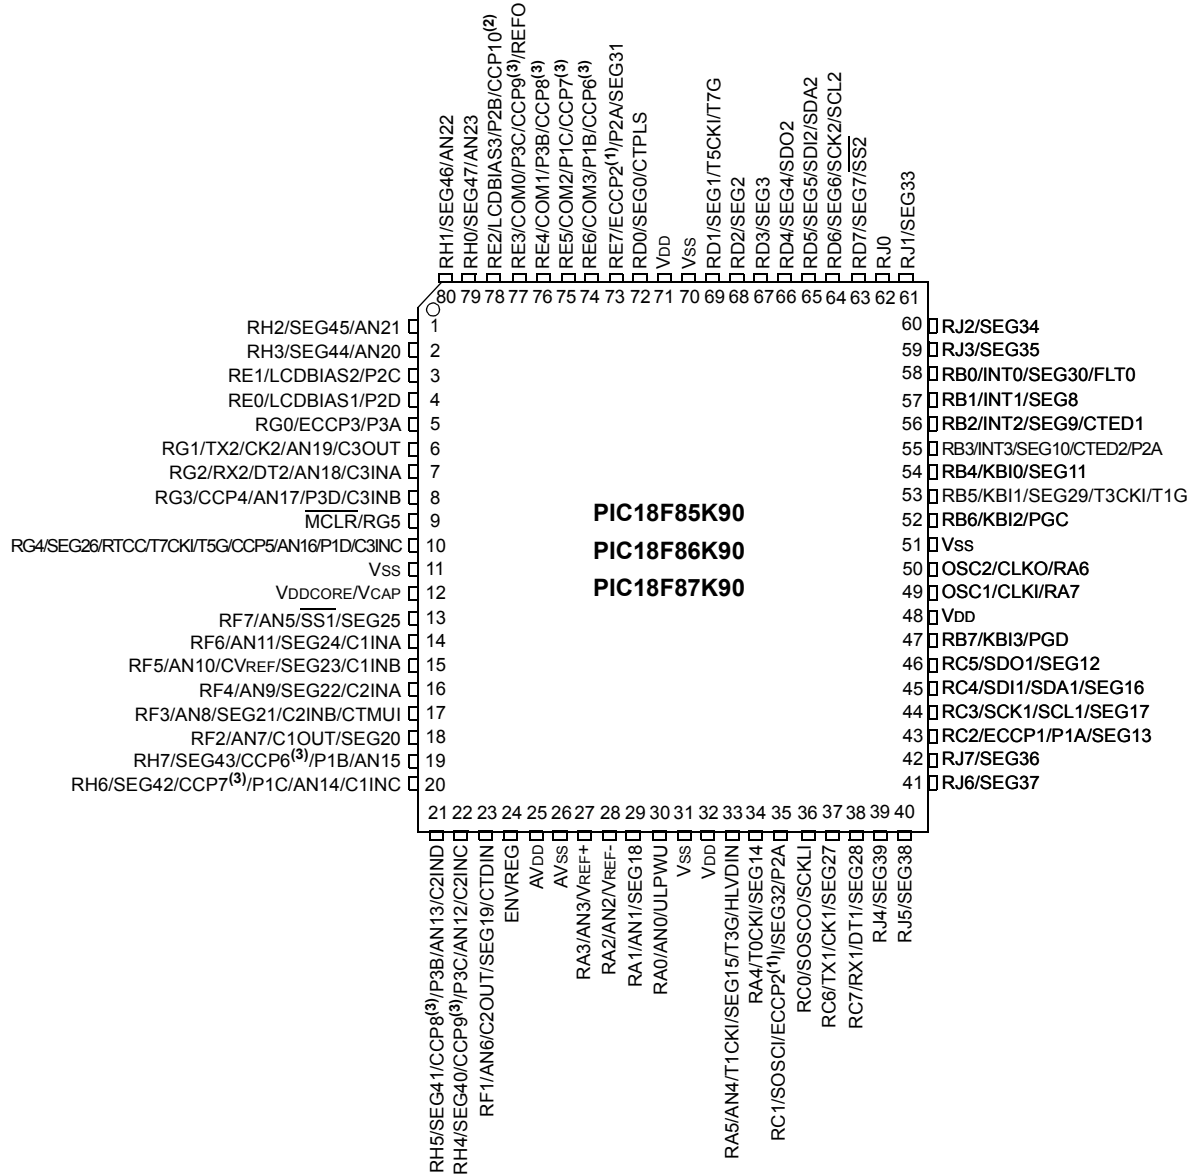 RH1/SEG46/AN22
RH0/SEG47/AN23
RE2/LCDBIAS3/P2B/CCP10(2)
RE3/COM0/P3C/CCP9(3)/REFO
RE4/COM1/P3B/CCP8(3)
RE5/COM2/P1C/CCP7(3)
RE6/COM3/P1B/CCP6(3)
RE7/ECCP2(1)/P2A/SEG31
RD0/SEG0/CTPLS
VDD
VSS
RD1/SEG1/T5CKI/T7G
RD2/SEG2
RD3/SEG3
RD4/SEG4/SDO2
RD5/SEG5/SDI2/SDA2
RD6/SEG6/SCK2/SCL2
RD7/SEG7/SS2
RJ0
RJ1/SEG33
80 79 78 77 76 75 74 73 72 71 70 69 68 67 66 65 64 63 62 61
RH2/SEG45/AN21 1
RH3/SEG44/AN20 2
RE1/LCDBIAS2/P2C 3
RE0/LCDBIAS1/P2D 4
RG0/ECCP3/P3A 5
RG1/TX2/CK2/AN19/C3OUT 6
RG2/RX2/DT2/AN18/C3INA 7
RG3/CCP4/AN17/P3D/C3INB 8
MCLR/RG5 9
RG4/SEG26/RTCC/T7CKI/T5G/CCP5/AN16/P1D/C3INC 10
VSS 11
VDDCORE/VCAP 12
RF7/AN5/SS1/SEG25 13
RF6/AN11/SEG24/C1INA 14
RF5/AN10/CVREF/SEG23/C1INB 15
RF4/AN9/SEG22/C2INA 16
RF3/AN8/SEG21/C2INB/CTMUI 17
RF2/AN7/C1OUT/SEG20 18
RH7/SEG43/CCP6(3)/P1B/AN15 19
RH6/SEG42/CCP7(3)/P1C/AN14/C1INC 20
PIC18F85K90
PIC18F86K90
PIC18F87K90
60 RJ2/SEG34
59 RJ3/SEG35
58 RB0/INT0/SEG30/FLT0
57 RB1/INT1/SEG8
56 RB2/INT2/SEG9/CTED1
55 RB3/INT3/SEG10/CTED2/P2A
54 RB4/KBI0/SEG11
53 RB5/KBI1/SEG29/T3CKI/T1G
52 RB6/KBI2/PGC
51 VSS
50 OSC2/CLKO/RA6
49 OSC1/CLKI/RA7
48 VDD
47 RB7/KBI3/PGD
46 RC5/SDO1/SEG12
45 RC4/SDI1/SDA1/SEG16
44 RC3/SCK1/SCL1/SEG17
43 RC2/ECCP1/P1A/SEG13
42 RJ7/SEG36
41 RJ6/SEG37
21 22 23 24 25 26 27 28 29 30 31 32 33 34 35 36 37 38 39 40
RH5/SEG41/CCP8(3)/P3B/AN13/C2IND
RH4/SEG40/CCP9(3)/P3C/AN12/C2INC
RF1/AN6/C2OUT/SEG19/CTDIN
ENVREG
AVDD
AVSS
RA3/AN3/VREF+
RA2/AN2/VREF-
RA1/AN1/SEG18
RA0/AN0/ULPWU
VSS
VDD
RA5/AN4/T1CKI/SEG15/T3G/HLVDIN
RA4/T0CKI/SEG14
RC1/SOSCI/ECCP2(1)I/SEG32/P2A
RC0/SOSCO/SCKLI
RC6/TX1/CK1/SEG27
RC7/RX1/DT1/SEG28
RJ4/SEG39
RJ5/SEG38